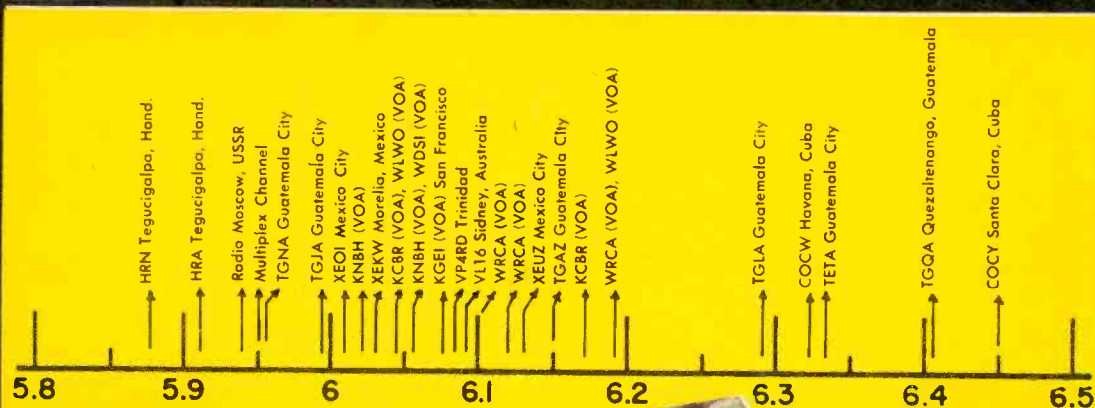 HRN Tegucigalpa, Hond.
HRA Tegucigalpa, Hond.
Radio Moscow, USSR
Multiplex Channel
TGNA Guatemala City
TGJA Guatemala City
XEOI Mexico City
KNBH (VOA)
XEKW Morelia, Mexico
KCBR (VOA), WLWO (VOA)
KNBH (VOA), WDSI (VOA)
KGEI (VOA) San Francisco
VP4RD Trinidad
VL16 Sidney, Australia
WRCA (VOA)
WRCA (VOA)
XEUZ Mexico City
TGAZ Guatemala City
KCBR (VOA)
WRCA (VOA), WLWO (VOA)
TGLA Guatemala City
COCW Havana, Cuba
TETA Guatemala City
TGQA Quezaltenango, Guatemala
COCY Santa Clara, Cuba
5.8 5.9 6 6.1 6.2 6.3 6.4 6.5